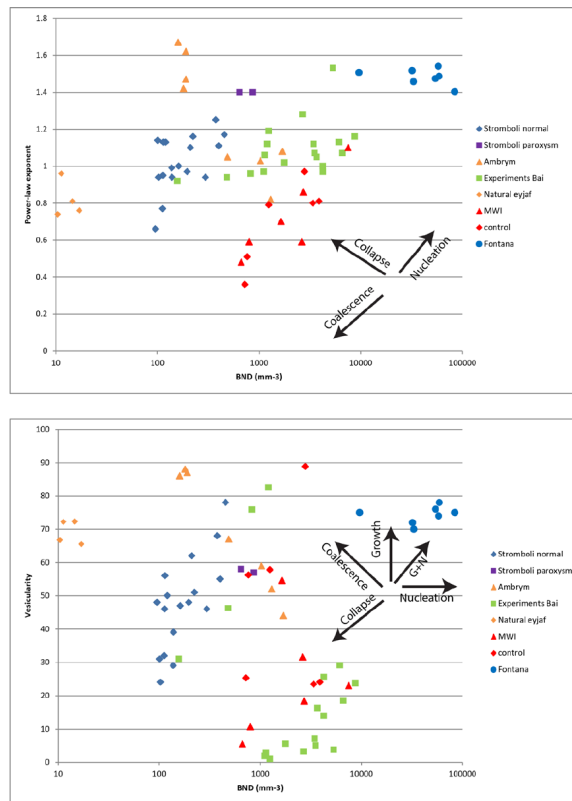 1.8
1.6
1.4
1.2
1
0.8
0.6
0.4
0.2
0
Power-law exponent
10
100
1000
10000
100000
BND (mm-3)
Collapse
Nucleation
Coalescence
Stromboli normal
Stromboli paroxysm
Ambrym
Experiments Bai
Natural eyjaf
MWI
control
Fontana
100
90
80
70
60
50
40
30
20
10
0
Vesicularity
10
100
1000
10000
100000
BND (mm-3)
Coalescence
Growth
G+N
Nucleation
Collapse
Stromboli normal
Stromboli paroxysm
Ambrym
Experiments Bai
Natural eyjaf
MWI
control
Fontana